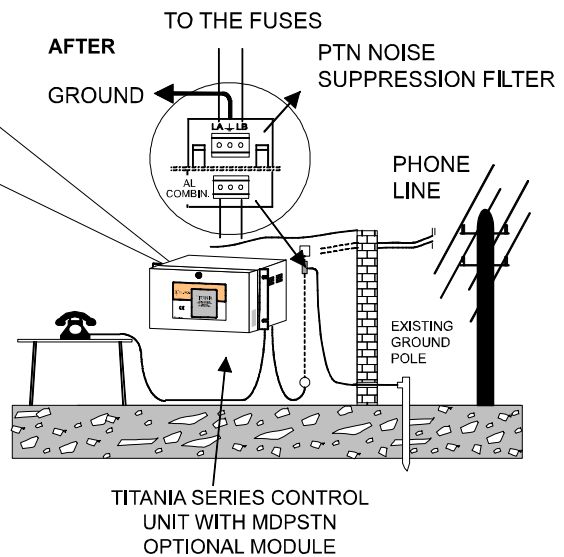 TO THE FUSES
AFTER
PTN NOISE
SUPPRESSION FILTER
GROUND
LA LB
AL
COMBIN.
PHONE
LINE
EXISTING
GROUND
POLE
TITANIA SERIES CONTROL
UNIT WITH MDPSTN
OPTIONAL MODULE